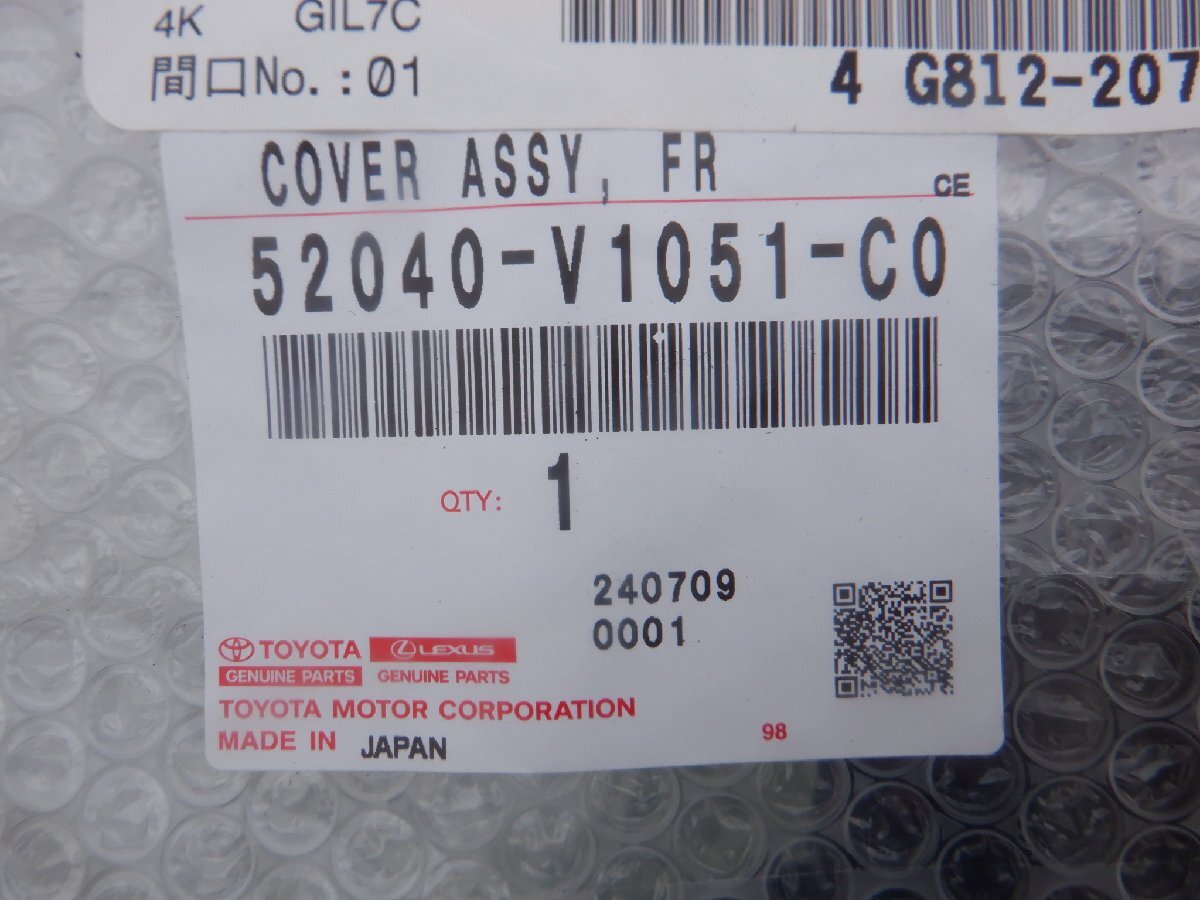 4K GIL7C
間口No.:01
4 G812-207
COVER ASSY, FR
CE
52040-V1051-C0
QTY: 1
240709
0001
TOYOTA LEXUS
GENUINE PARTS GENUINE PARTS
TOYOTA MOTOR CORPORATION
MADE IN JAPAN
98